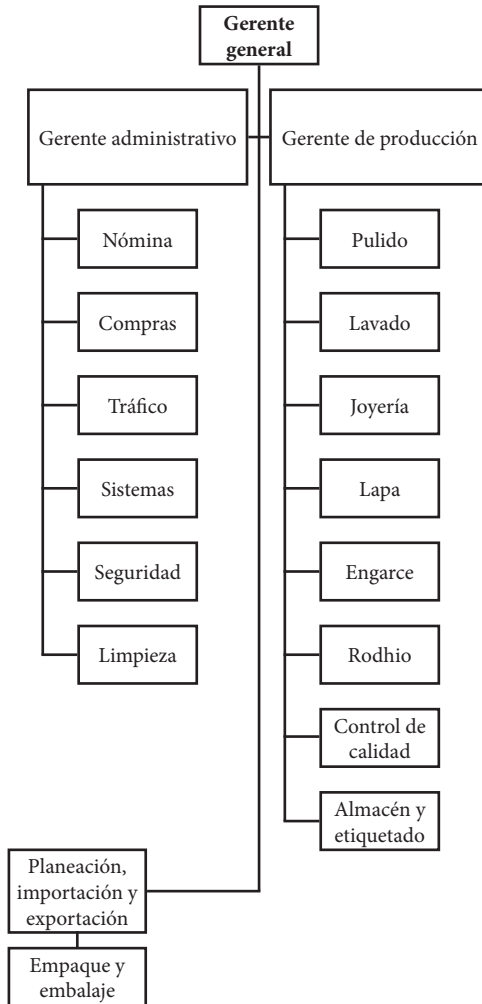 Gerente
general
Gerente administrativo
Gerente de producción
Nómina
Compras
Tráfico
Sistemas
Seguridad
Limpieza
Pulido
Lavado
Joyería
Lapa
Engarce
Rodhio
Control de
calidad
Almacén y
etiquetado
Planeación,
importación y
exportación
Empaque y
embalaje